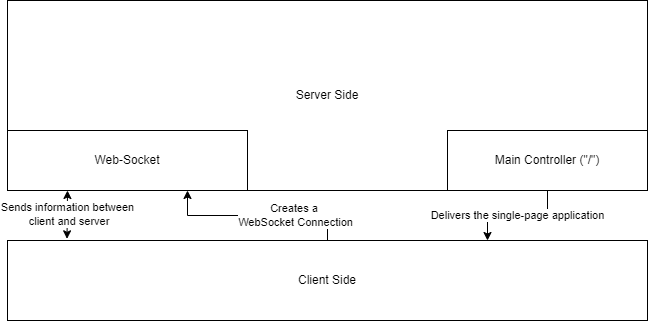 Server Side
Web-Socket
Main Controller ("/")
Sends information between
client and server
Creates a
WebSocket Connection
Delivers the single-page application
Client Side